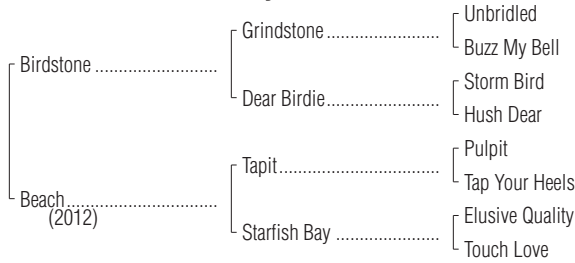 Unbridled
Grindstone ........................
Buzz My Bell
Birdstone ..........................
Storm Bird
Dear Birdie ........................
Hush Dear
Pulpit
Tapit..................................
Tap Your Heels
Beach................................
(2012)
Elusive Quality
Starfish Bay ......................
Touch Love